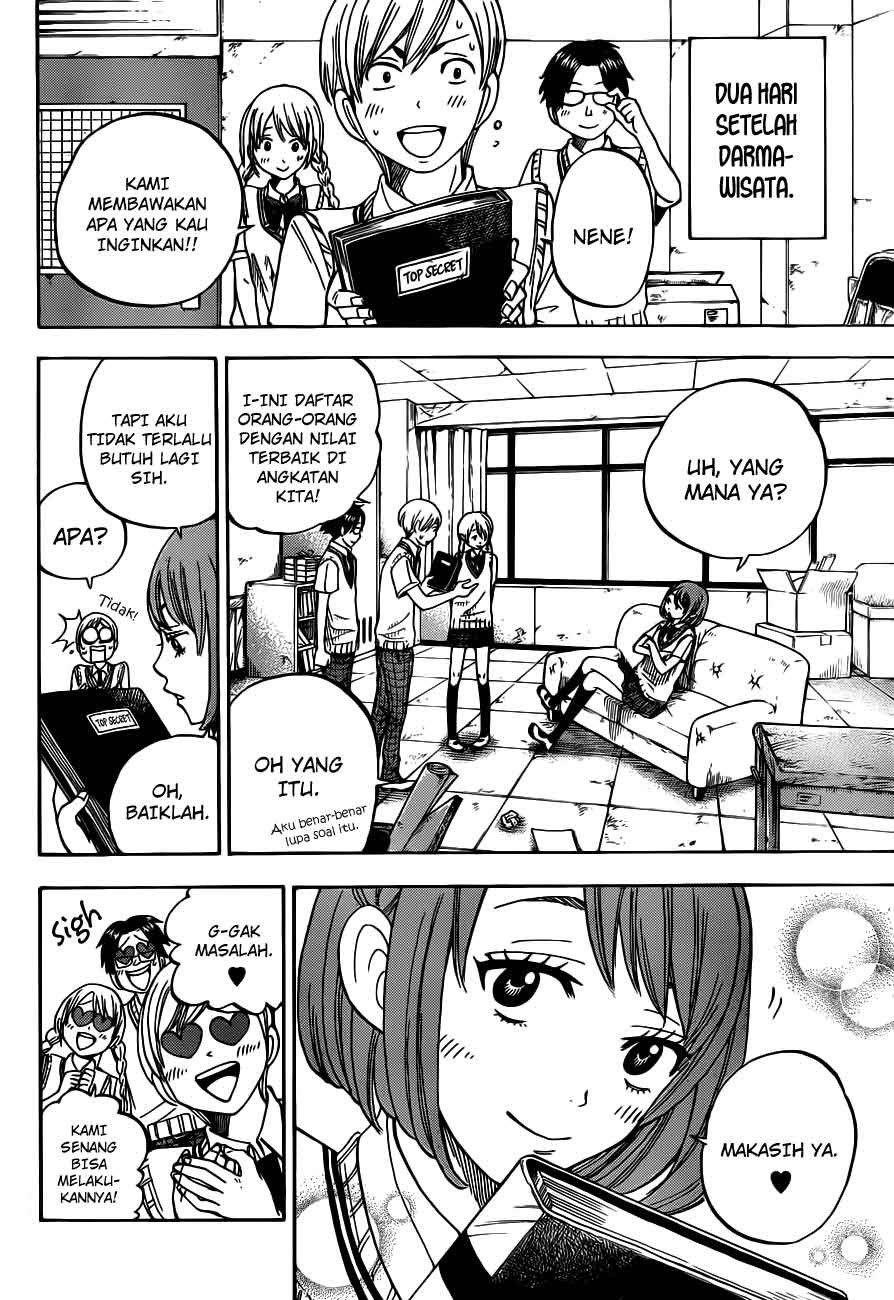 DUA HARI
SETELAH
DARMA-
WISATA.
NENE!
KAMI
MEMBAWAKAN
APA YANG KAU
INGINKAN!!
TOP SECRET
UH, YANG
MANA YA?
I-INI DAFTAR
ORANG-ORANG
DENGAN NILAI
TERBAIK DI
ANGKATAN
KITA!
OH YANG
ITU.
Aku benar-benar
lupa soal itu.
TAPI AKU
TIDAK TERLALU
BUTUH LAGI
SIH.
APA?
Tidak!
TOP SECRET
OH,
BAIKLAH.
MAKASIH YA.
♥
G-GAK
MASALAH.
♥
sigh
KAMI
SENANG
BISA
MELAKU-
KANNYA!